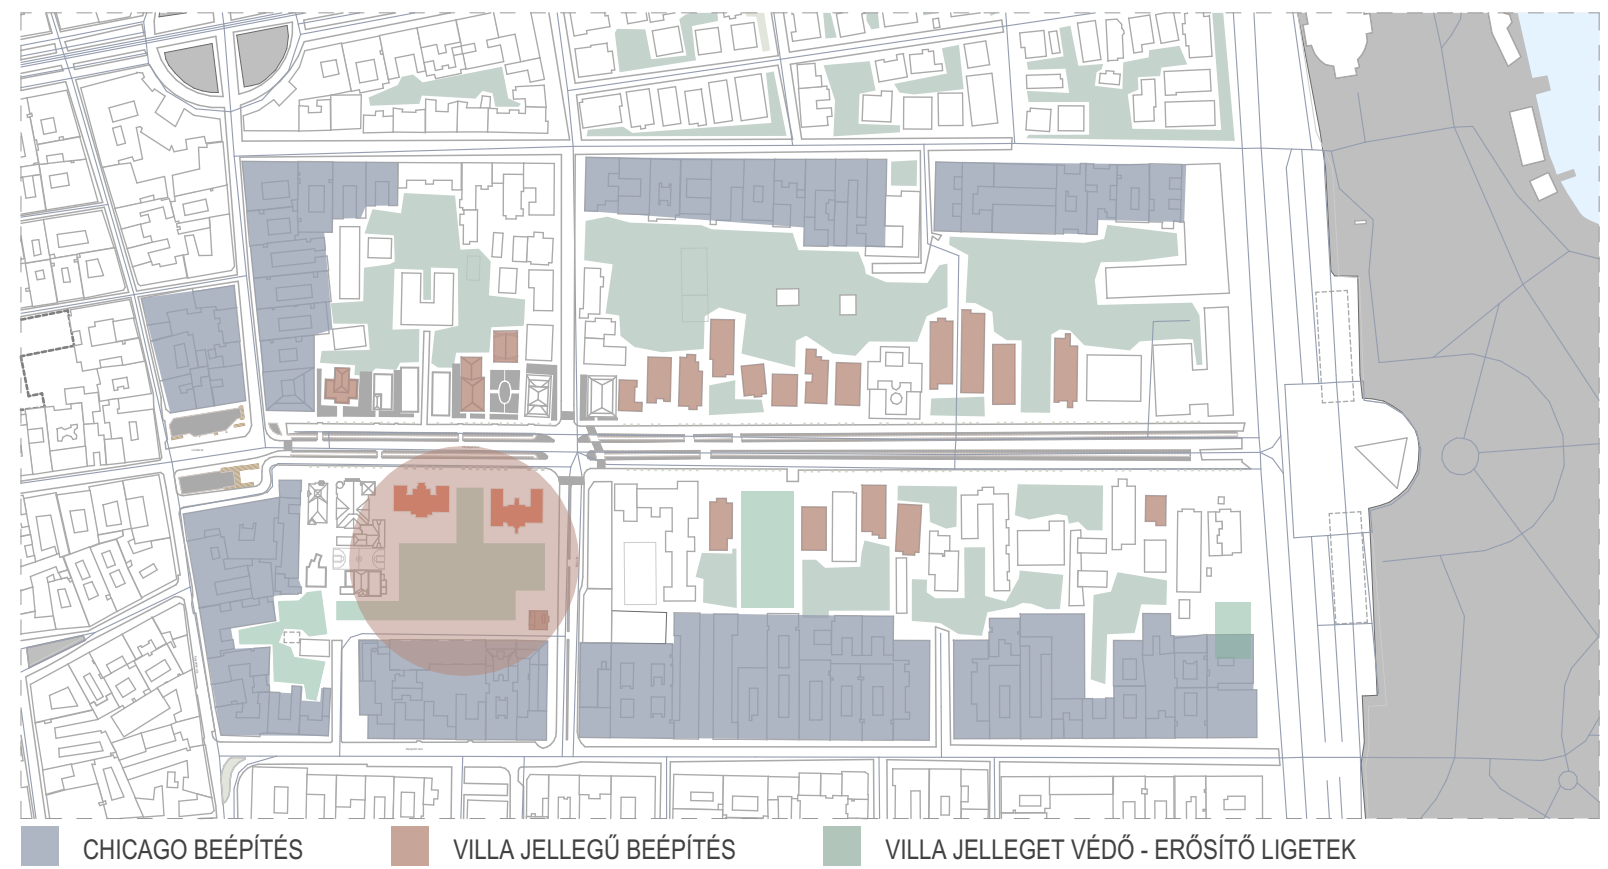 CHICAGO BEÉPÍTÉS
VILLA JELLEGŰ BEÉPÍTÉS
VILLA JELLEGET VÉDŐ - ERŐSÍTŐ LIGETEK